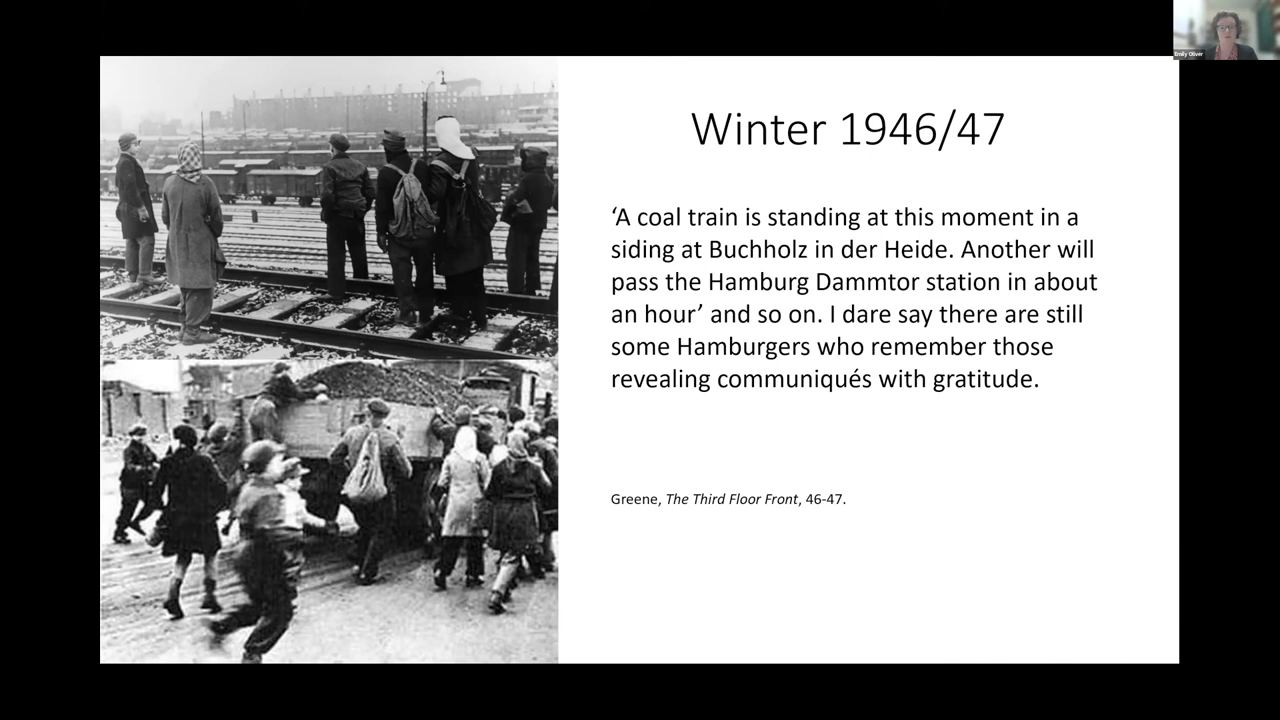 Emily Oliver
Winter 1946/47
‘A coal train is standing at this moment in a
siding at Buchholz in der Heide. Another will
pass the Hamburg Dammtor station in about
an hour’ and so on. I dare say there are still
some Hamburgers who remember those
revealing communiqués with gratitude.
Greene, The Third Floor Front, 46-47.